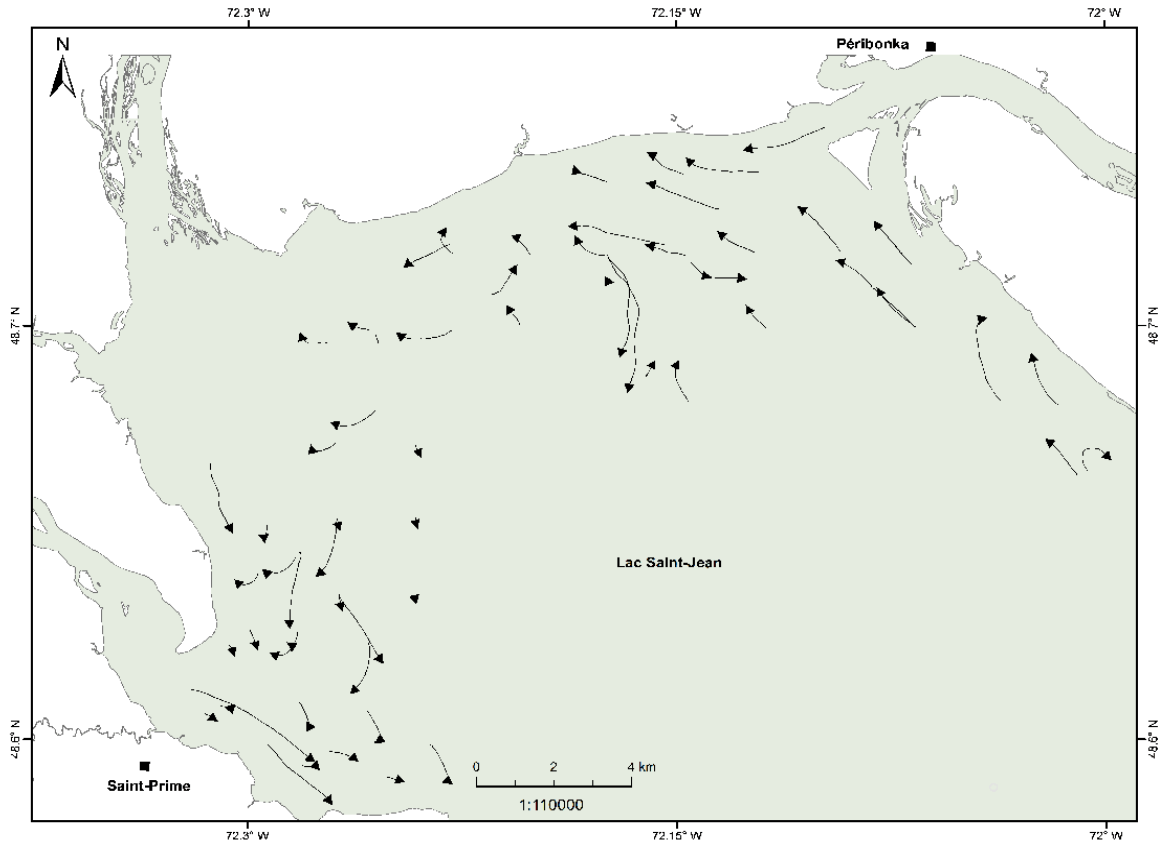 72.3° W
72.15° W
72° W
N
Péribonka
48.7° N
48.7° N
Lac Saint-Jean
48.6° N
48.6° N
Saint-Prime
0 2 4 km
1:110000
72.3° W
72.15° W
72° W